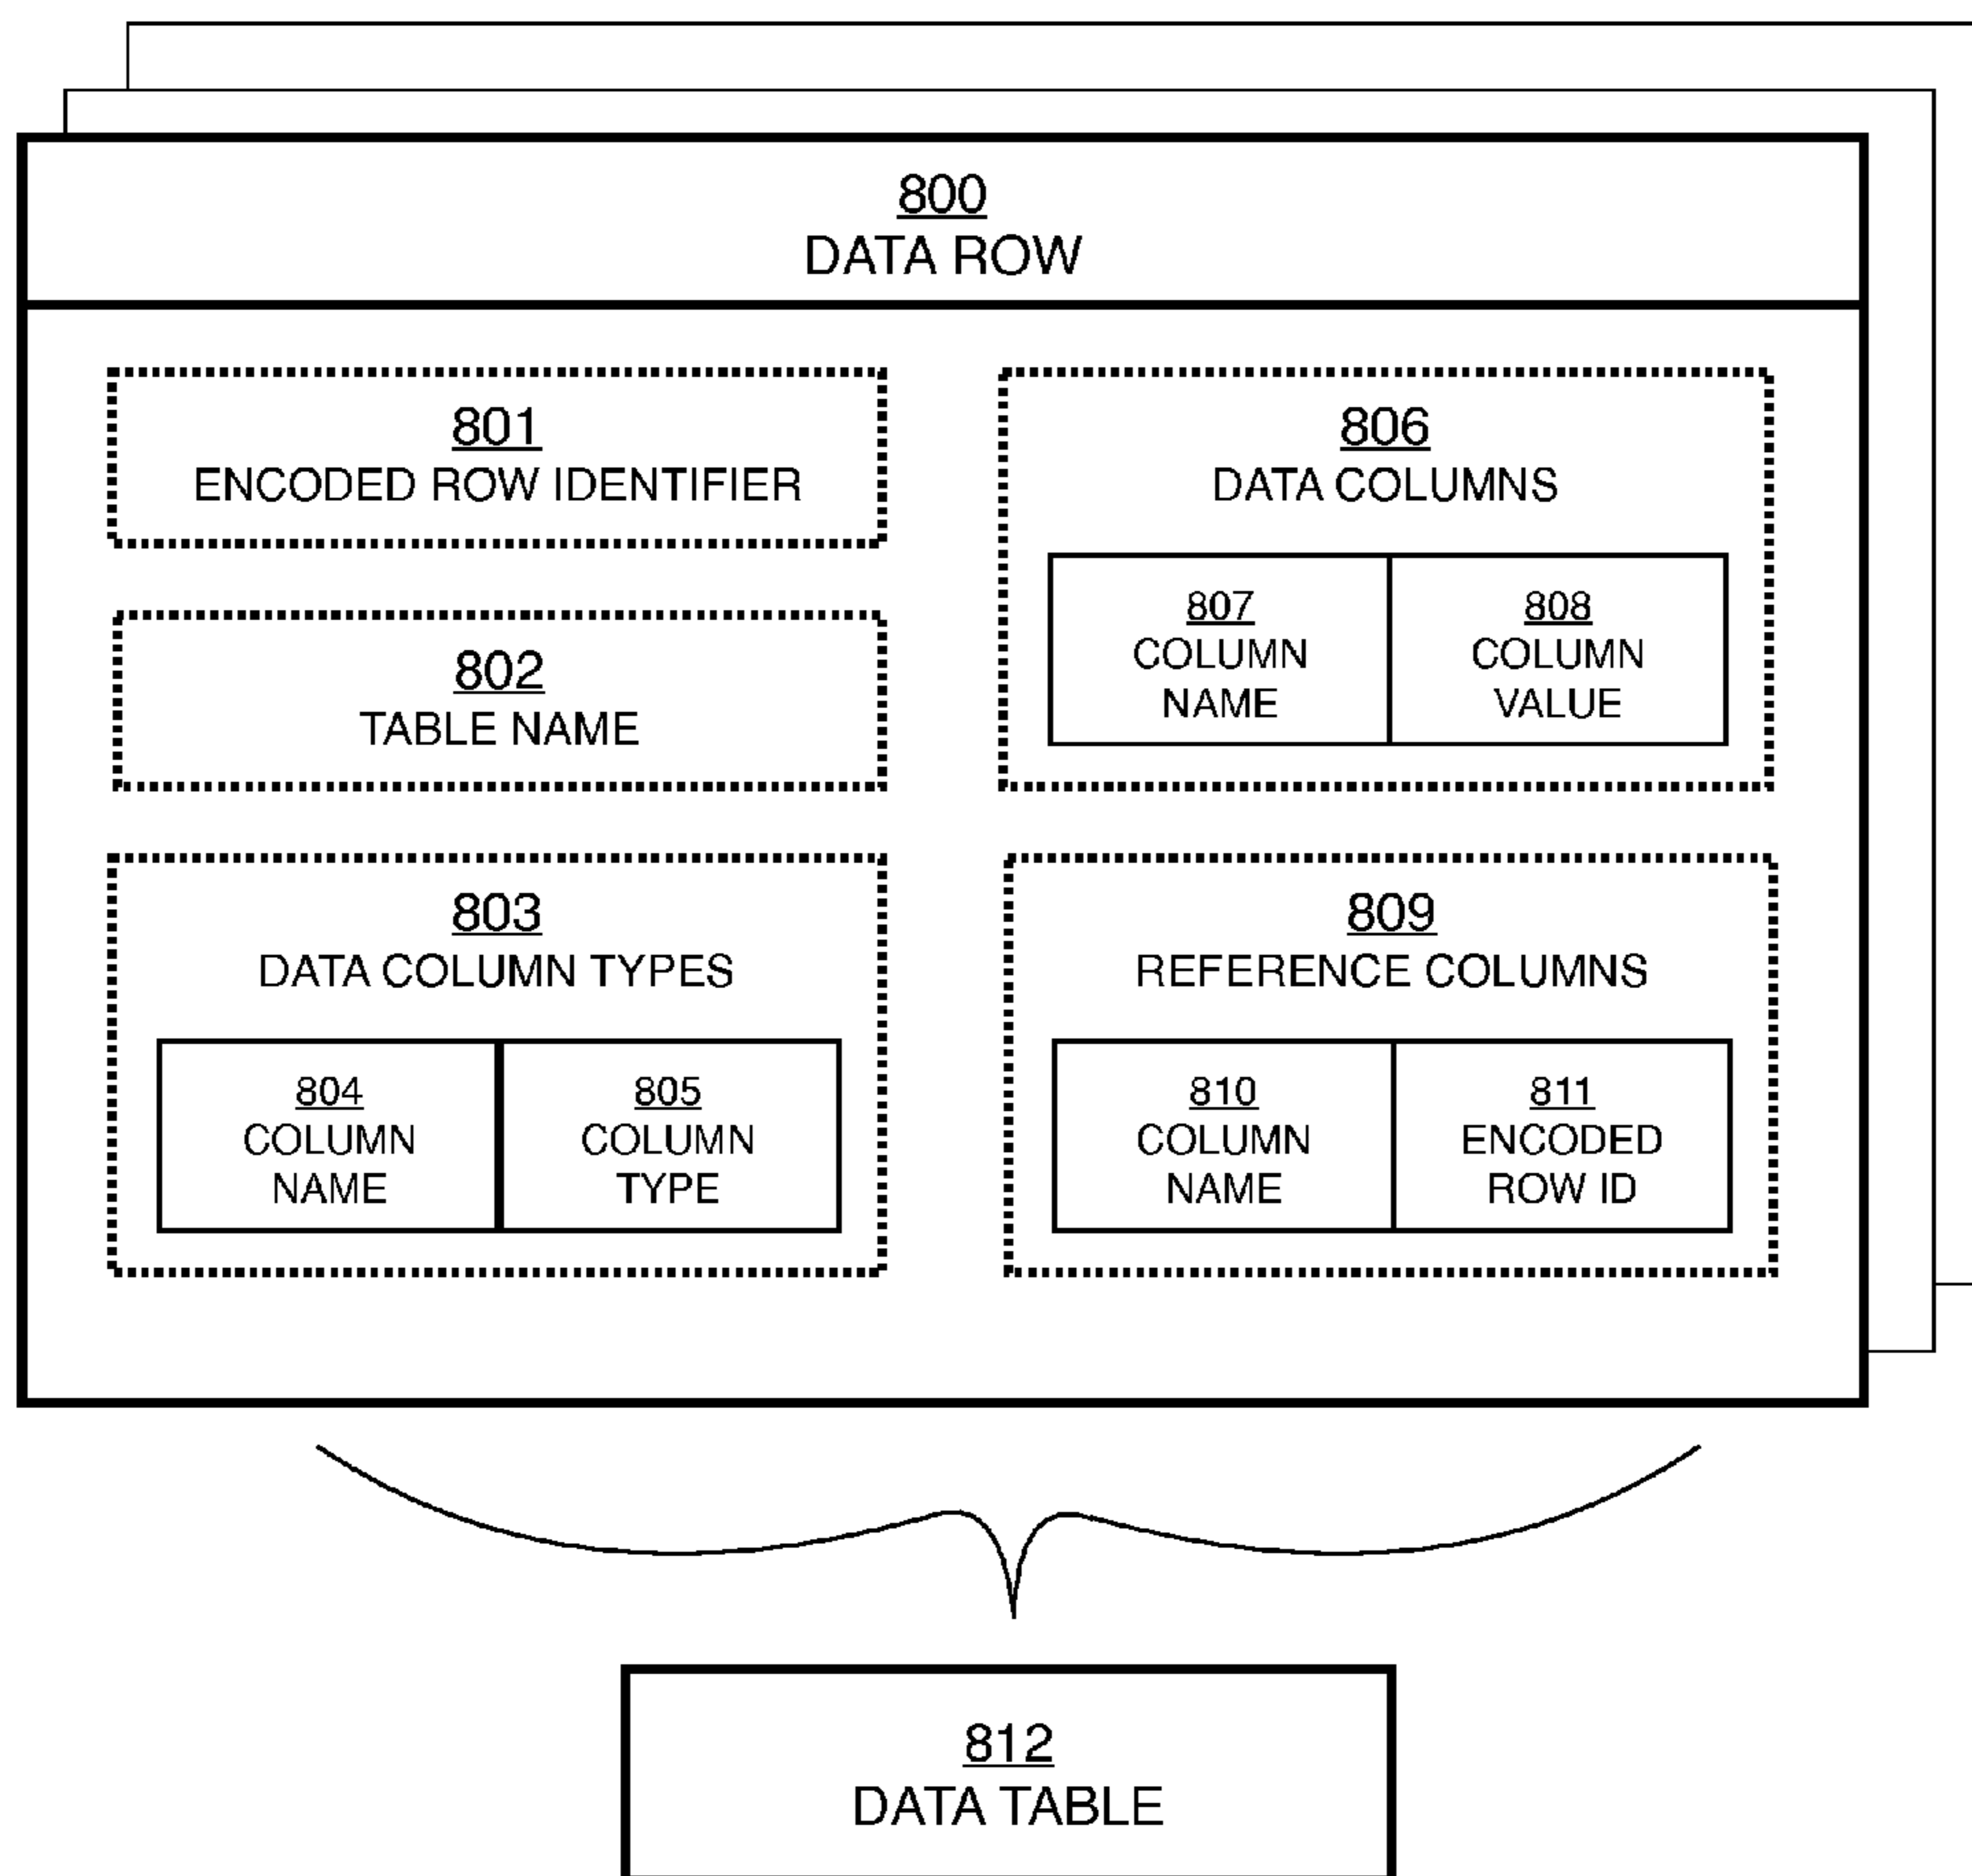 800
DATA ROW
801
ENCODED ROW IDENTIFIER
802
TABLE NAME
803
DATA COLUMN TYPES
804
COLUMN
NAME
805
COLUMN
TYPE
806
DATA COLUMNS
807
COLUMN
NAME
808
COLUMN
VALUE
809
REFERENCE COLUMNS
810
COLUMN
NAME
811
ENCODED
ROW ID
812
DATA TABLE